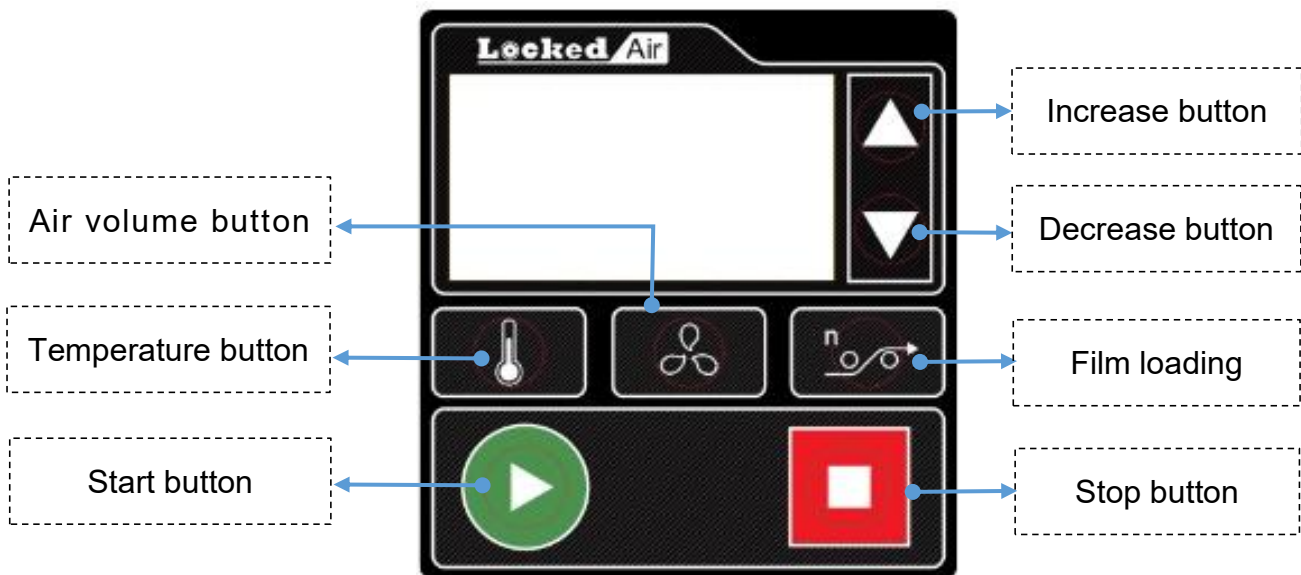 Locked Air
Increase button
Air volume button
Decrease button
Temperature button
n
Film loading
Start button
Stop button